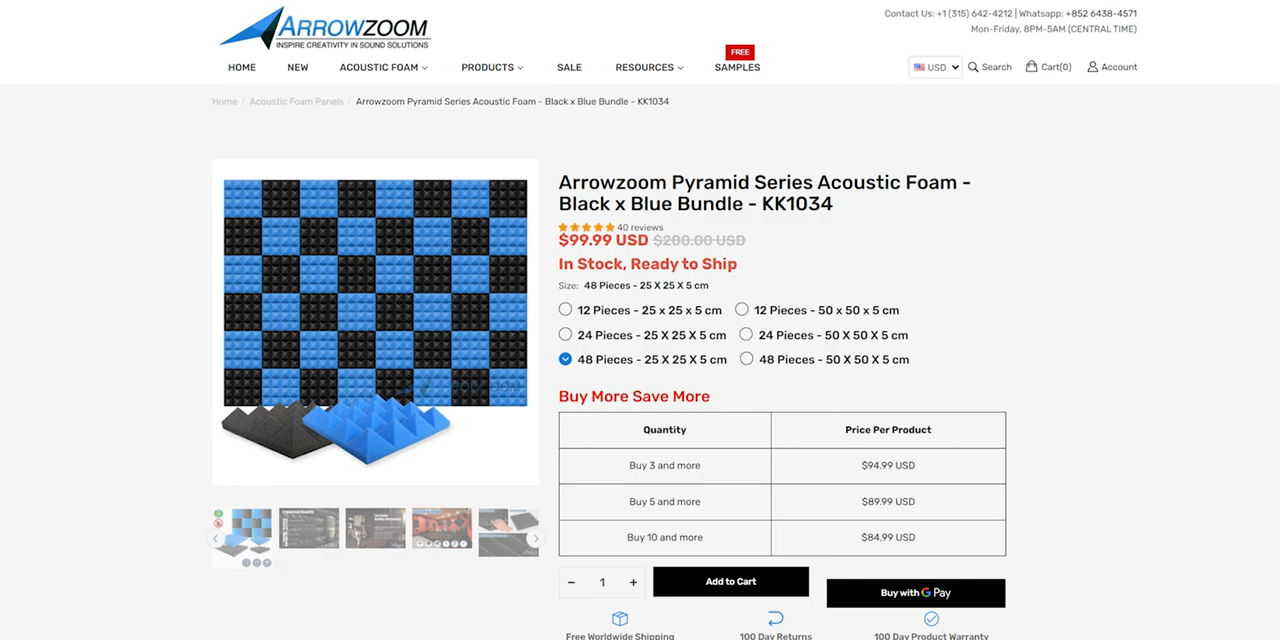 ARROWZOOM
INSPIRE CREATIVITY IN SOUND SOLUTIONS
Contact Us: +1 (315) 642-4212 | Whatsapp: +852 6438-4571
Mon-Friday. 8PM-5AM (CENTRAL TIME)
FREE
HOME NEW ACOUSTIC FOAM PRODUCTS SALE RESOURCES SAMPLES
USD Search Cart(0) Account
Home / Acoustic Foam Panels / Arrowzoom Pyramid Series Acoustic Foam - Black x Blue Bundle - KK1034
Arrowzoom Pyramid Series Acoustic Foam -
Black x Blue Bundle - KK1034
40 reviews
$99.99 USD $200.00 USD
In Stock, Ready to Ship
Size: 48 Pieces - 25 X 25 X 5 cm
12 Pieces - 25 x 25 x 5 cm 12 Pieces - 50 x 50 x 5 cm
24 Pieces - 25 X 25 X 5 cm 24 Pieces - 50 X 50 X 5 cm
48 Pieces - 25 X 25 X 5 cm 48 Pieces - 50 X 50 X 5 cm
Buy More Save More
Quantity Price Per Product
Buy 3 and more $94.99 USD
Buy 5 and more $89.99 USD
Buy 10 and more $84.99 USD
− 1 + Add to Cart
Buy with G Pay
Free Worldwide Shipping 100 Day Returns 100 Day Product Warranty